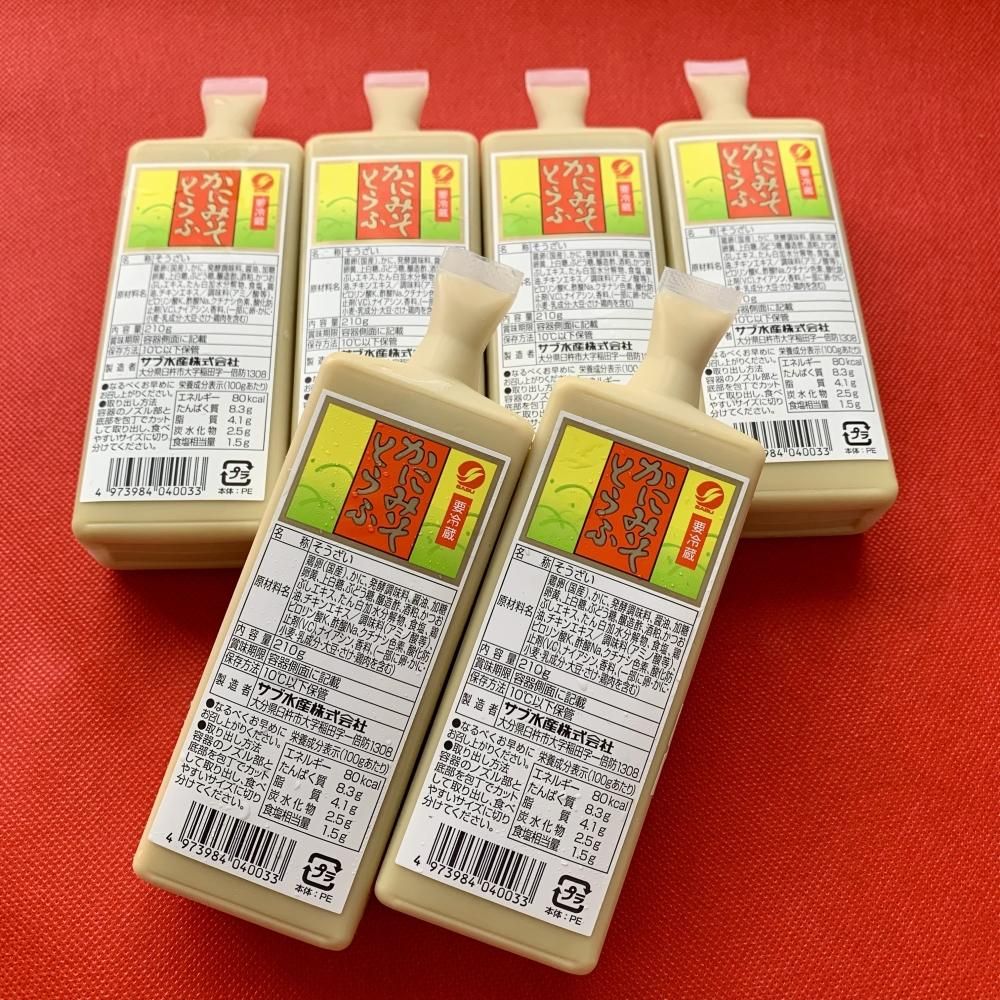 かにみそ
とうふ
SABU
要冷蔵
名称 そうざい
原材料名
鶏卵(国産)、かに、発酵調味料、醤油、加糖
卵黄、上白糖、ぶどう糖、醸造酢、酒粕、かつお
ぶしエキス、たん白加水分解物、食塩、醤
油、チキンエキス/調味料(アミノ酸等)、
ピロリン酸K、酢酸Na、クチナシ色素、酸化防
止剤(V.C)、ナイアシン、香料、(一部に卵・かに・
小麦・乳成分・大豆・さけ・鶏肉を含む)
内容量 210g
賞味期限 容器側面に記載
保存方法 10℃以下保管
製造者 サブ水産株式会社
大分県臼杵市大字稲田字一倍防1308
●なるべくお早めに
お召し上がりください。
●取り出し方法
容器のノズル部と
底部を包丁でカット
して取り出し、食べ
やすいサイズに切り
分けてください。
栄養成分表示(100gあたり)
エネルギー 80kcal
たんぱく質 8.3g
脂質 4.1g
炭水化物 2.5g
食塩相当量 1.5g
4 973984 040033
プラ
本体:PE